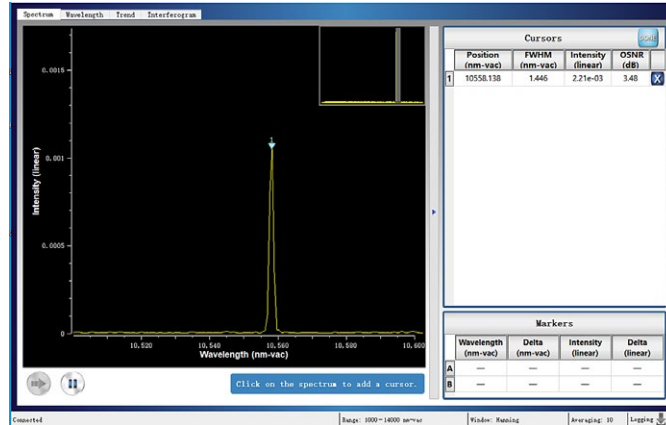 Spectrum Wavelength Trend Interferogram
Cursors
OSNR
Position (nm-vac) FWHM (nm-vac) Intensity (linear) OSNR (dB)
1 10558.138 1.446 2.21e-03 3.48 X
0.0015
0.001
0.0005
0
Intensity (linear)
1
10,520 10,540 10,560 10,580 10,600
Wavelength (nm-vac)
Click on the spectrum to add a cursor.
Markers
Wavelength (nm-vac) Delta (nm-vac) Intensity (linear) Delta (linear)
A — — — —
B — — — —
Connected Range: 1000-14000 nm-vac Window: Hanning Averaging: 10 Logging